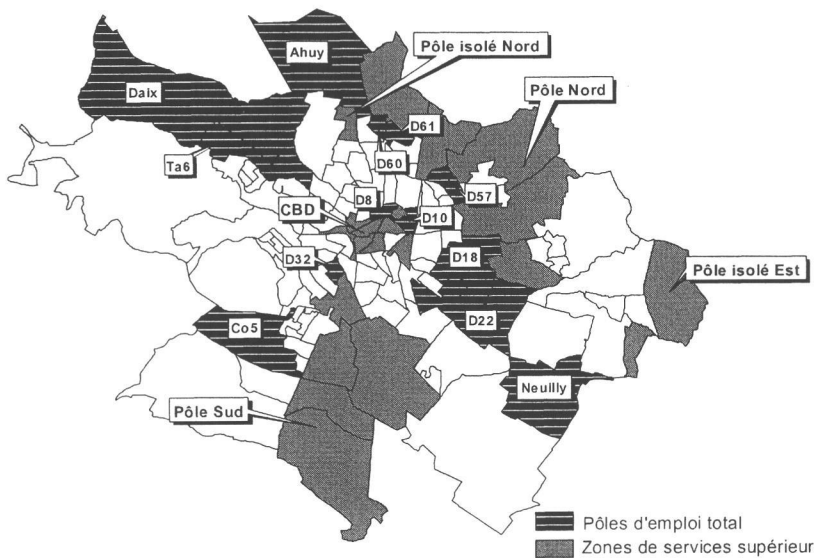 Ahuy
Pôle isolé Nord
Daix
Pôle Nord
D61
Ta6
D60
D8
D57
CBD
D10
D32
D18
Pôle isolé Est
Co5
D22
Neuilly
Pôle Sud
Pôles d'emploi total
Zones de services supérieur